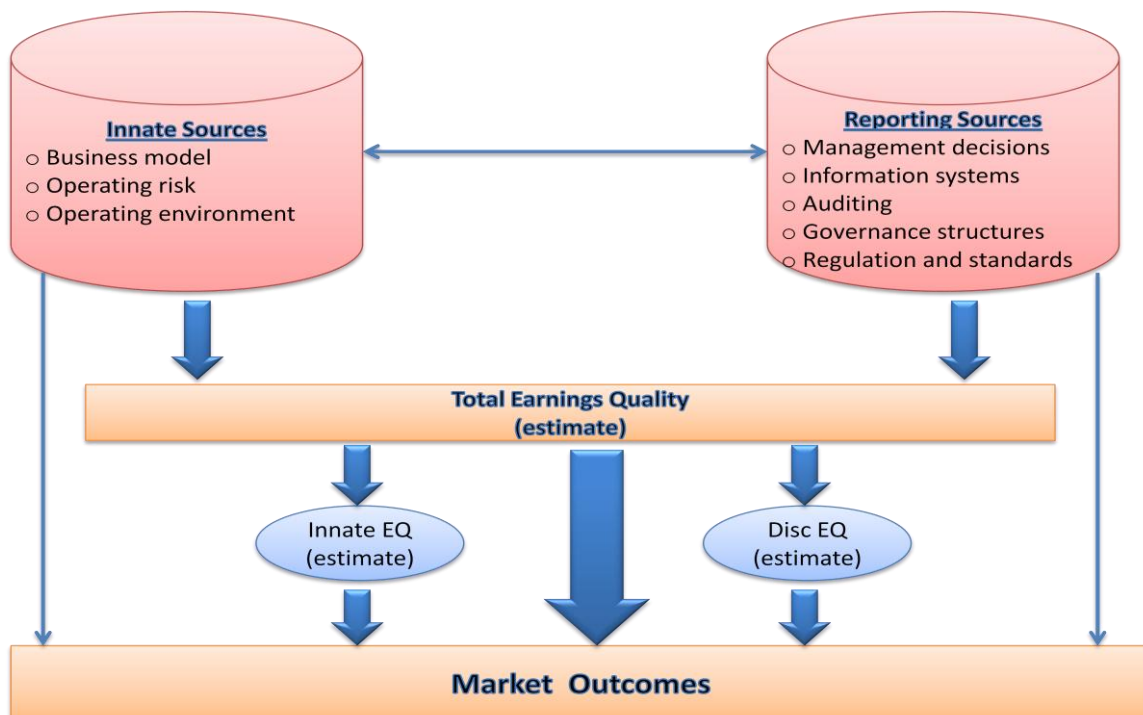 Innate Sources
o Business model
o Operating risk
o Operating environment
Reporting Sources
o Management decisions
o Information systems
o Auditing
o Governance structures
o Regulation and standards
Total Earnings Quality
(estimate)
Innate EQ
(estimate)
Disc EQ
(estimate)
Market Outcomes